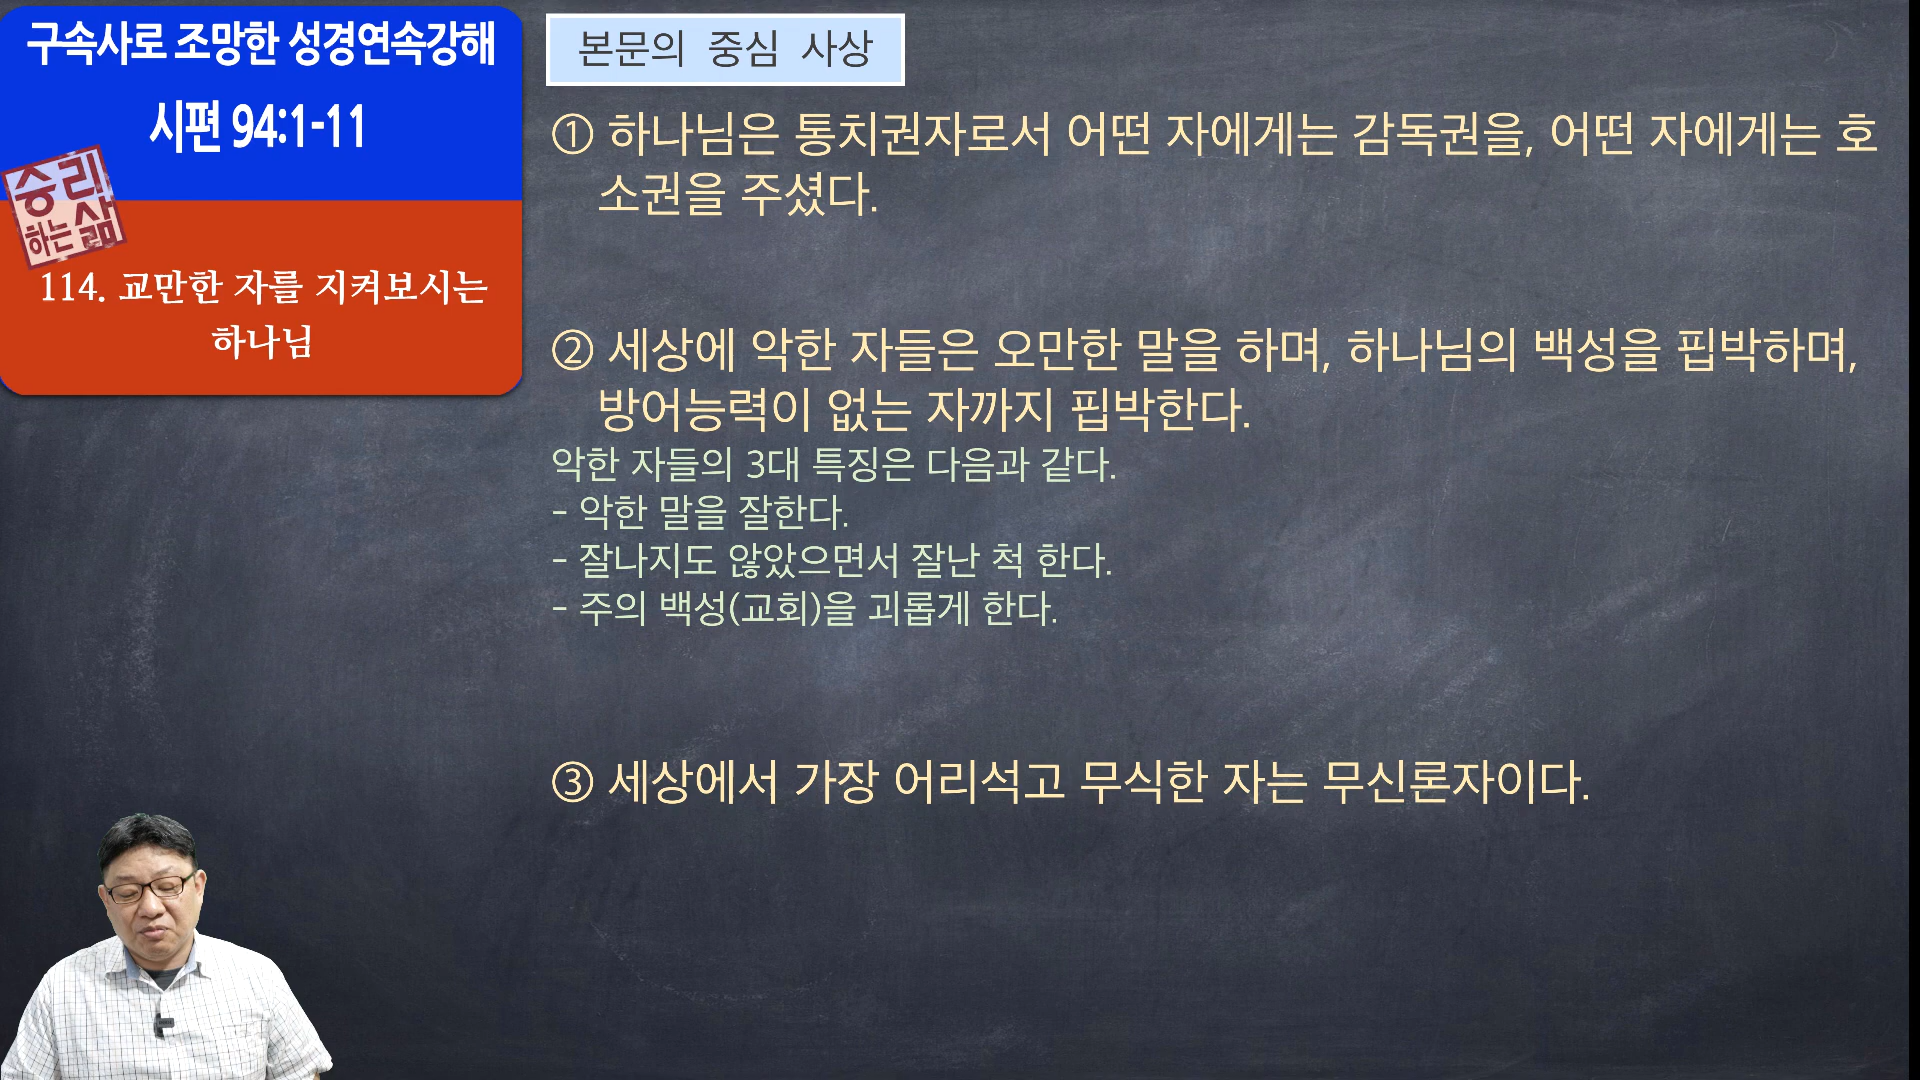 구속사로 조망한 성경연속강해
시편 94:1-11
승리
하는 삶
114. 교만한 자를 지켜보시는
하나님
본문의 중심 사상
① 하나님은 통치권자로서 어떤 자에게는 감독권을, 어떤 자에게는 호
소권을 주셨다.
② 세상에 악한 자들은 오만한 말을 하며, 하나님의 백성을 핍박하며,
방어능력이 없는 자까지 핍박한다.
악한 자들의 3대 특징은 다음과 같다.
- 악한 말을 잘한다.
- 잘나지도 않았으면서 잘난 척 한다.
- 주의 백성(교회)을 괴롭게 한다.
③ 세상에서 가장 어리석고 무식한 자는 무신론자이다.